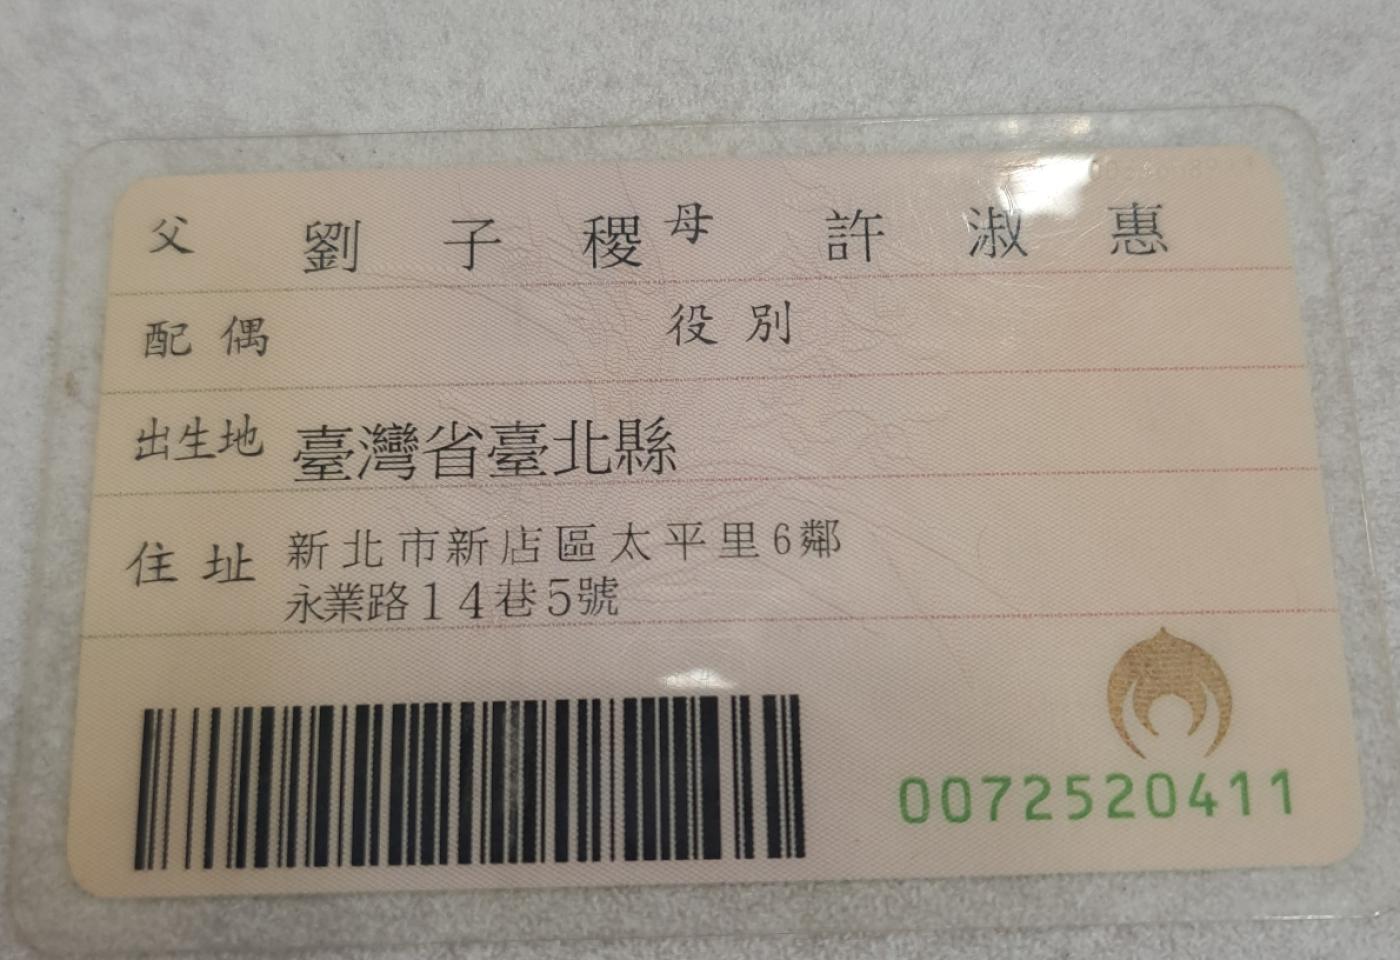 父 劉子稷 母 許淑惠
配偶 役別
出生地 臺灣省臺北縣
住址 新北市新店區太平里6鄰
永業路14巷5號
0072520411